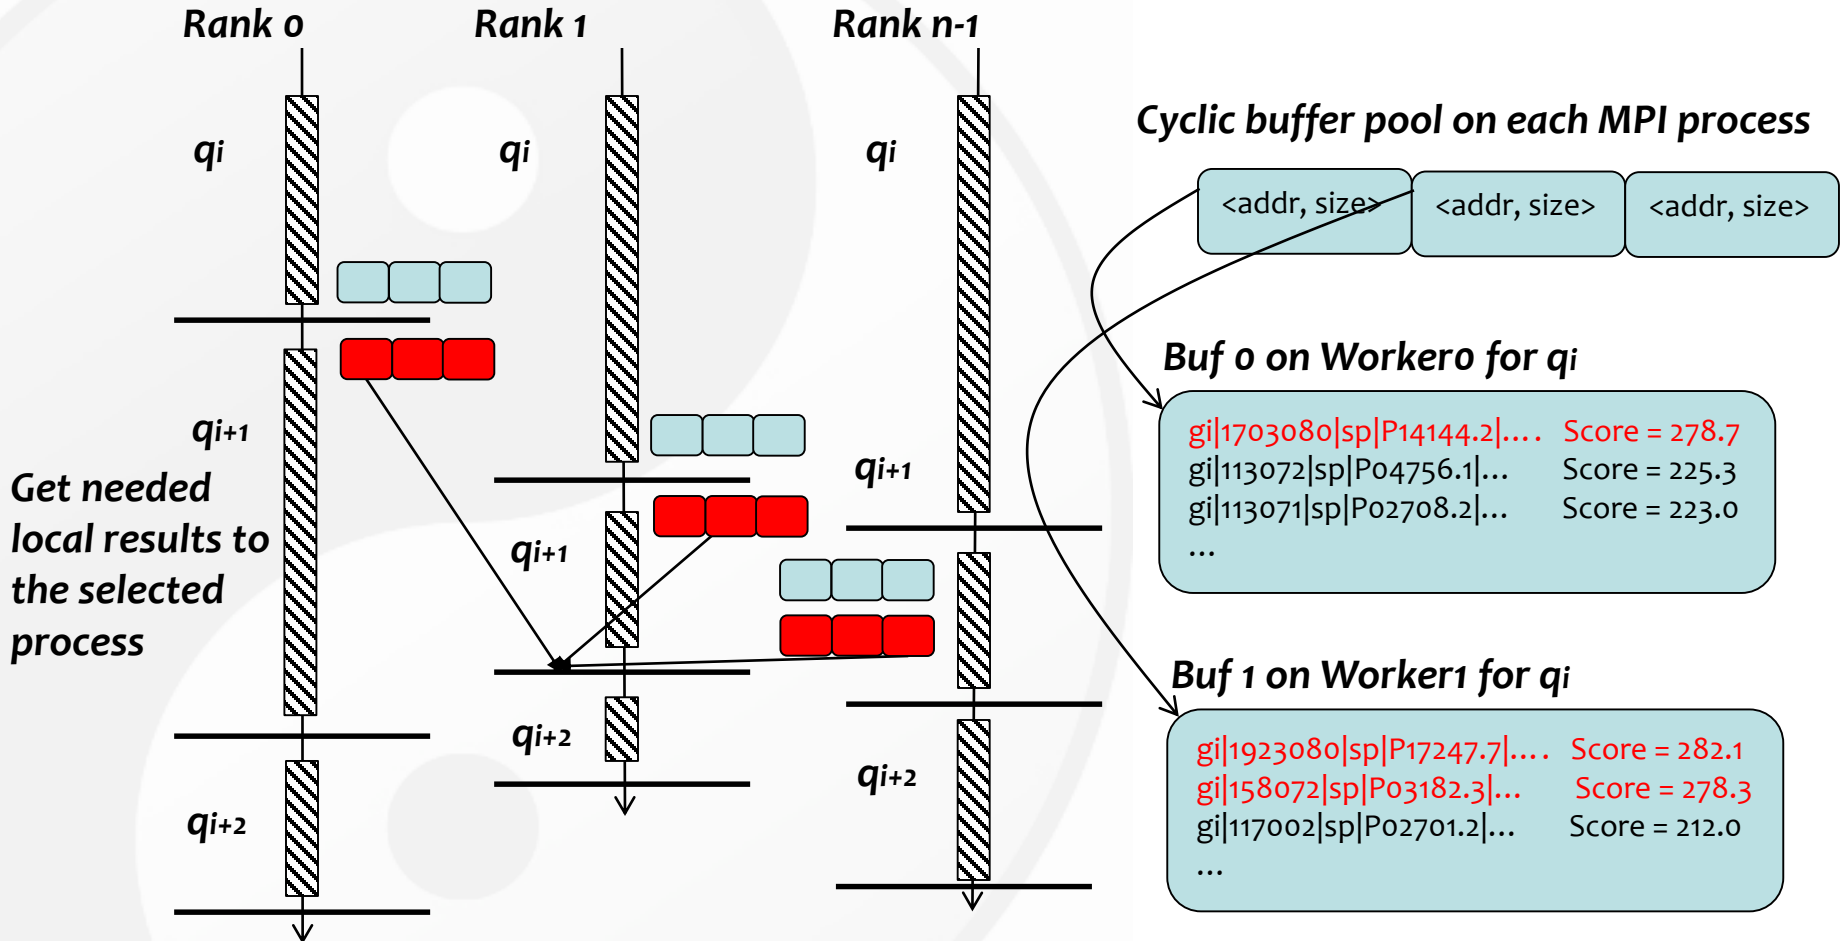 Rank 0
Rank 1
Rank n-1
qi
qi
qi
qi+1
qi+1
qi+1
Get needed
local results to
the selected
process
qi+2
qi+2
qi+2
Cyclic buffer pool on each MPI process
<addr, size>
<addr, size>
<addr, size>
Buf 0 on Worker0 for qi
gi|1703080|sp|P14144.2|.... Score = 278.7
gi|113072|sp|P04756.1|... Score = 225.3
gi|113071|sp|P02708.2|... Score = 223.0
...
Buf 1 on Worker1 for qi
gi|1923080|sp|P17247.7|.... Score = 282.1
gi|158072|sp|P03182.3|... Score = 278.3
gi|117002|sp|P02701.2|... Score = 212.0
...